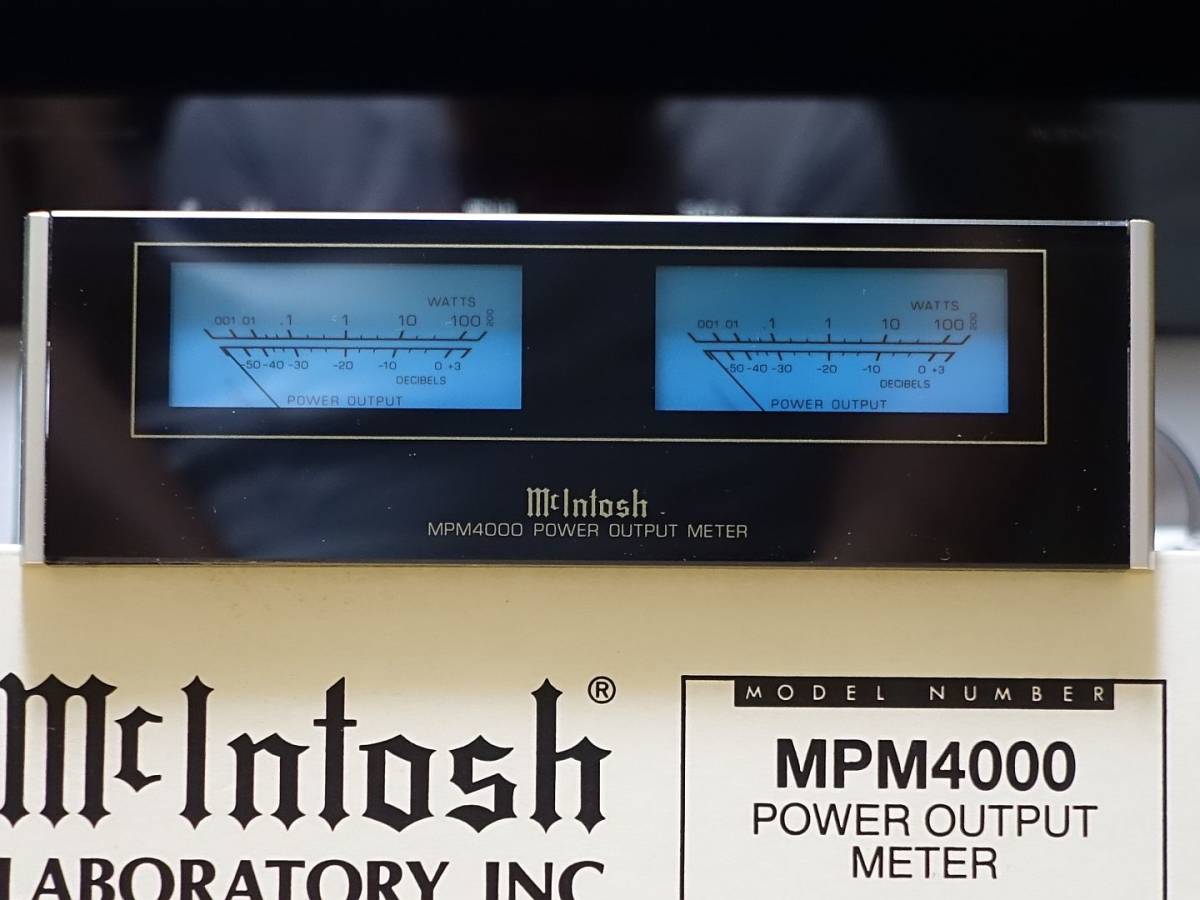 WATTS
.001 .01 .1 1 10 100 200
-50 -40 -30 -20 -10 0 +3
DECIBELS
POWER OUTPUT
WATTS
.001 .01 .1 1 10 100 200
-50 -40 -30 -20 -10 0 +3
DECIBELS
POWER OUTPUT
McIntosh
MPM4000 POWER OUTPUT METER
McIntosh®
LABORATORY INC
MODEL NUMBER
MPM4000
POWER OUTPUT
METER